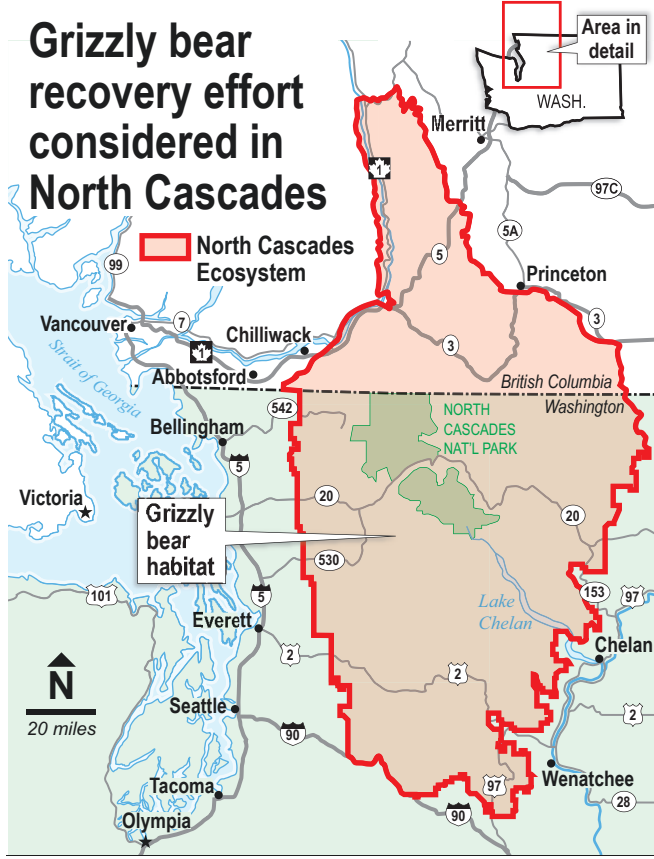 Grizzly bear
recovery effort
considered in
North Cascades
Area in
detail
WASH.
North Cascades
Ecosystem
Merritt
1
97C
5A
5
99
Princeton
Vancouver
7
Chilliwack
3
3
1
Strait of Georgia
Abbotsford
British Columbia
Washington
542
NORTH
CASCADES
NAT'L PARK
Bellingham
5
Victoria
20
20
Grizzly
bear
habitat
530
101
5
153
97
Lake
Chelan
Everett
2
Chelan
N
20 miles
2
Seattle
2
90
Tacoma
97
Wenatchee
28
90
Olympia